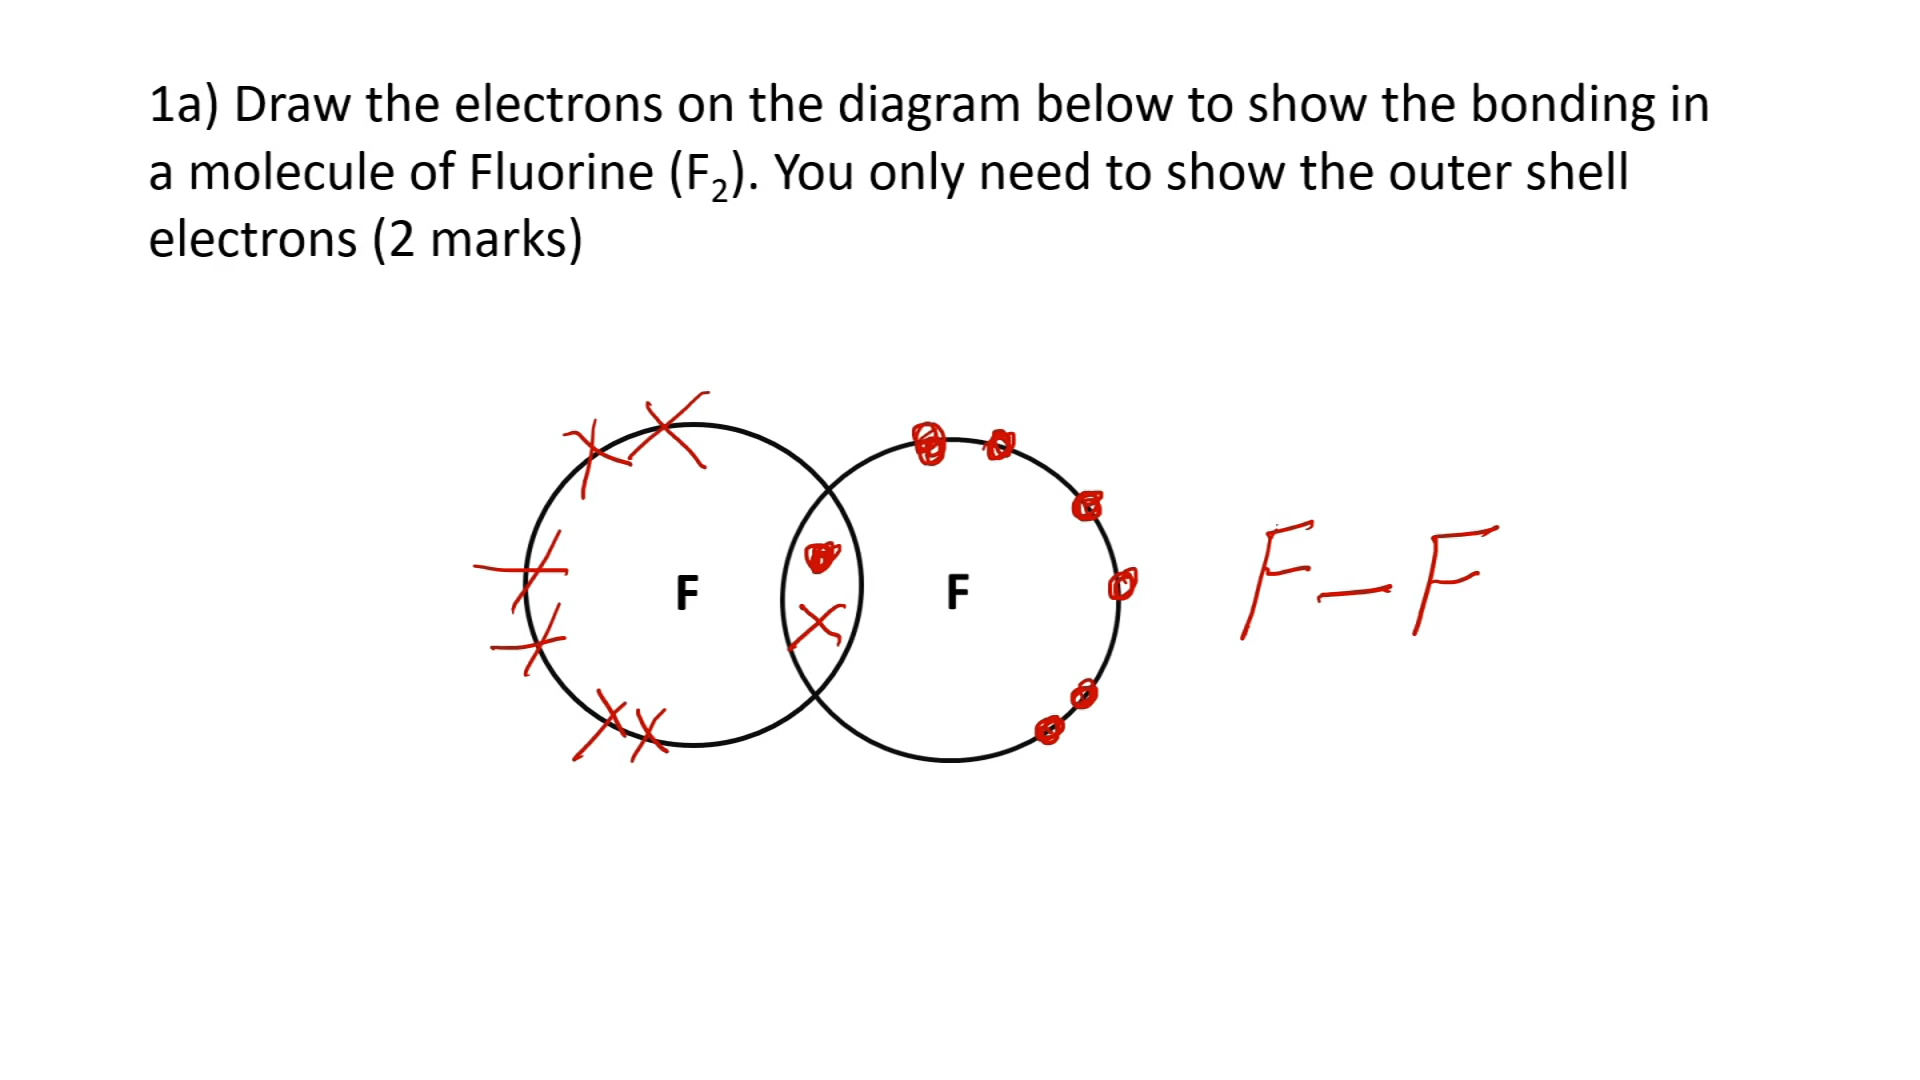 1a) Draw the electrons on the diagram below to show the bonding in
a molecule of Fluorine (F₂). You only need to show the outer shell
electrons (2 marks)
F F F – F